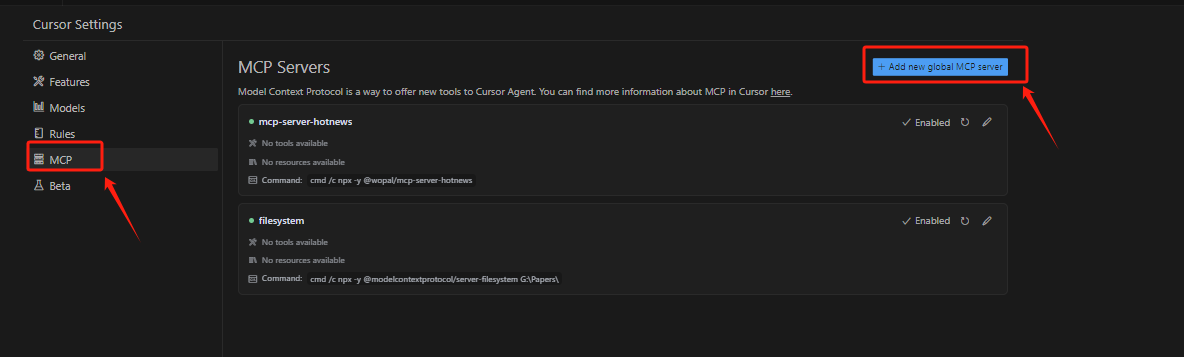 Cursor Settings
General
Features
Models
Rules
MCP
Beta
MCP Servers
+ Add new global MCP server
Model Context Protocol is a way to offer new tools to Cursor Agent. You can find more information about MCP in Cursor here.
mcp-server-hotnews
Enabled
No tools available
No resources available
Command: cmd /c npx -y @wopal/mcp-server-hotnews
filesystem
Enabled
No tools available
No resources available
Command: cmd /c npx -y @modelcontextprotocol/server-filesystem G:\Papers\